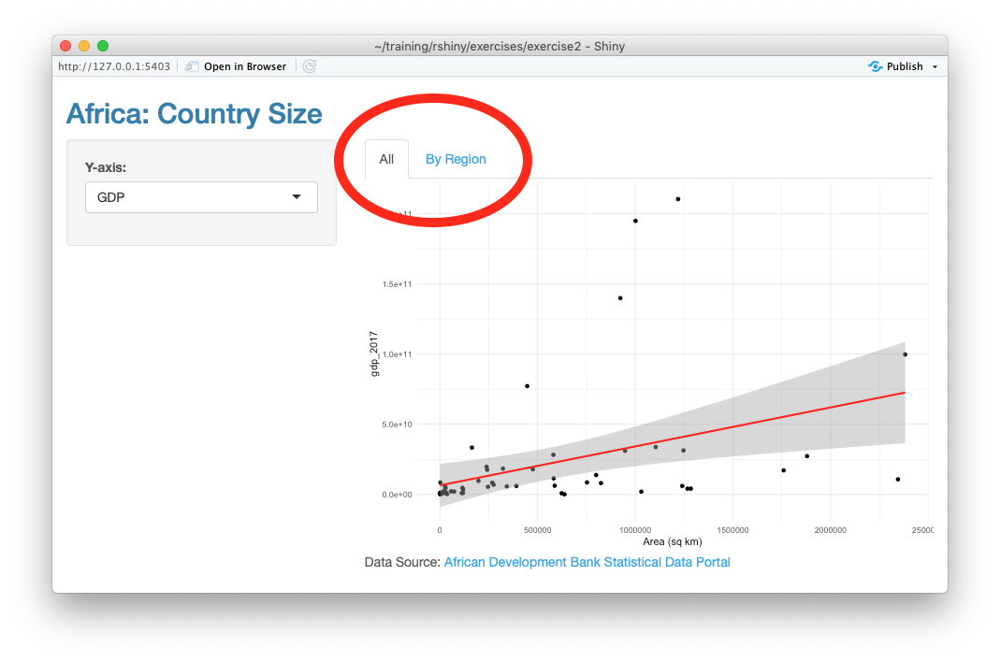 ~/training/rshiny/exercises/exercise2 - Shiny
http://127.0.0.1:5403 Open in Browser Publish
Africa: Country Size
Y-axis:
GDP
All By Region
1.5e+11
1.0e+11
5.0e+10
0.0e+00
gdp_2017
0 500000 1000000 1500000 2000000
Area (sq km)
Data Source: African Development Bank Statistical Data Portal